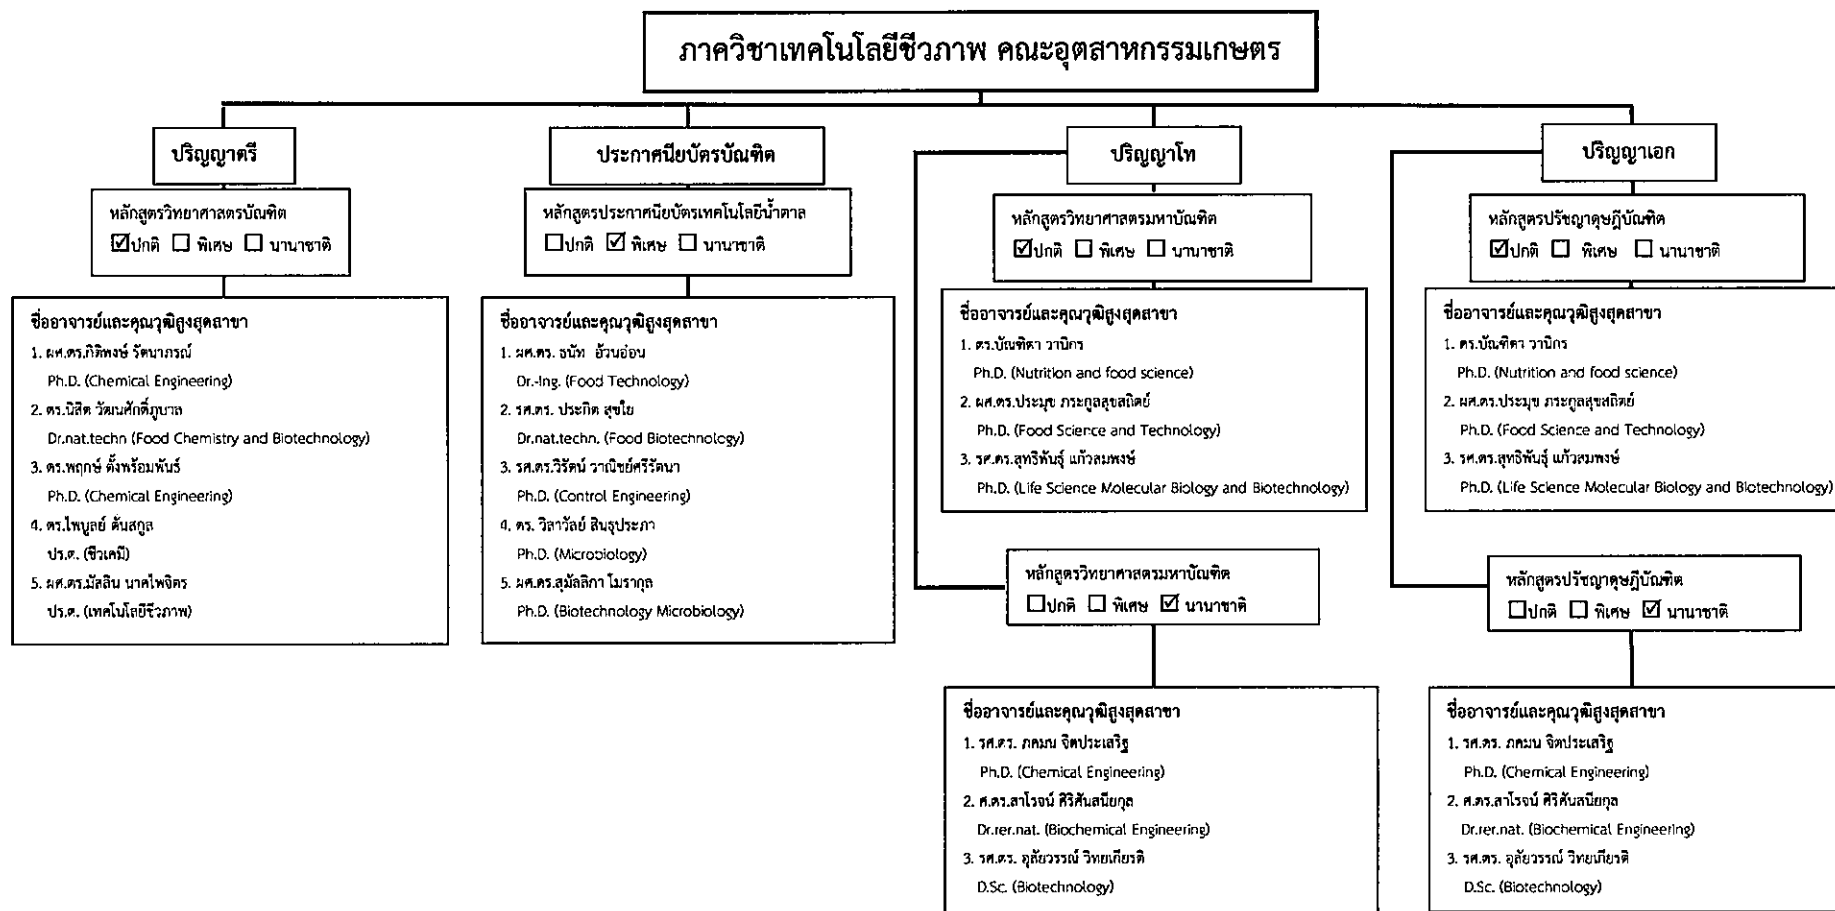 ภาควิชาเทคโนโลยีชีวภาพ คณะอุตสาหกรรมเกษตร
ปริญญาตรี
หลักสูตรวิทยาศาสตรบัณฑิต
☑ปกติ ☐ พิเศษ ☐ นานาชาติ
ชื่ออาจารย์และคุณวุฒิสูงสุดสาขา
1. ผศ.ดร.กิติพงษ์ รัตนาภรณ์
Ph.D. (Chemical Engineering)
2. ดร.นิสิต วัฒนศักดิ์ภูบาล
Dr.nat.techn (Food Chemistry and Biotechnology)
3. ดร.พฤกษ์ ตั้งพร้อมพันธ์
Ph.D. (Chemical Engineering)
4. ดร.ไพบูลย์ ตันสกูล
ปร.ด. (ชีวเคมี)
5. ผศ.ดร.มัสลิน นาคไพจิตร
ปร.ด. (เทคโนโลยีชีวภาพ)
ประกาศนียบัตรบัณฑิต
หลักสูตรประกาศนียบัตรเทคโนโลยีน้ำตาล
☐ปกติ ☑ พิเศษ ☐ นานาชาติ
ชื่ออาจารย์และคุณวุฒิสูงสุดสาขา
1. ผศ.ดร. ธนัท อ้วนอ่อน
Dr.-Ing. (Food Technology)
2. รศ.ดร. ประกิต สุขใย
Dr.nat.techn. (Food Biotechnology)
3. รศ.ดร.วิรัตน์ วาณิชย์ศรีรัตนา
Ph.D. (Control Engineering)
4. ดร. วิลาวัลย์ สินธุประภา
Ph.D. (Microbiology)
5. ผศ.ดร.สุมัลลิกา โมรากุล
Ph.D. (Biotechnology Microbiology)
ปริญญาโท
หลักสูตรวิทยาศาสตรมหาบัณฑิต
☑ปกติ ☐ พิเศษ ☐ นานาชาติ
ชื่ออาจารย์และคุณวุฒิสูงสุดสาขา
1. ดร.บัณฑิตา วานิกร
Ph.D. (Nutrition and food science)
2. ผศ.ดร.ประมุข ภระกูลสุขสถิตย์
Ph.D. (Food Science and Technology)
3. รศ.ดร.สุทธิพันธุ์ แก้วสมพงษ์
Ph.D. (Life Science Molecular Biology and Biotechnology)
หลักสูตรวิทยาศาสตรมหาบัณฑิต
☐ปกติ ☐ พิเศษ ☑ นานาชาติ
ชื่ออาจารย์และคุณวุฒิสูงสุดสาขา
1. รศ.ดร. ภคมน จิตประเสริฐ
Ph.D. (Chemical Engineering)
2. ศ.ดร.สาโรจน์ ศิริศันสนียกุล
Dr.rer.nat. (Biochemical Engineering)
3. รศ.ดร. อุลัยวรรณ์ วิทยเกียรติ
D.Sc. (Biotechnology)
ปริญญาเอก
หลักสูตรปรัชญาดุษฎีบัณฑิต
☑ปกติ ☐ พิเศษ ☐ นานาชาติ
ชื่ออาจารย์และคุณวุฒิสูงสุดสาขา
1. ดร.บัณฑิตา วานิกร
Ph.D. (Nutrition and food science)
2. ผศ.ดร.ประมุข ภระกูลสุขสถิตย์
Ph.D. (Food Science and Technology)
3. รศ.ดร.สุทธิพันธุ์ แก้วสมพงษ์
Ph.D. (Life Science Molecular Biology and Biotechnology)
หลักสูตรปรัชญาดุษฎีบัณฑิต
☐ปกติ ☐ พิเศษ ☑ นานาชาติ
ชื่ออาจารย์และคุณวุฒิสูงสุดสาขา
1. รศ.ดร. ภคมน จิตประเสริฐ
Ph.D. (Chemical Engineering)
2. ศ.ดร.สาโรจน์ ศิริศันสนียกุล
Dr.rer.nat. (Biochemical Engineering)
3. รศ.ดร. อุลัยวรรณ์ วิทยเกียรติ
D.Sc. (Biotechnology)